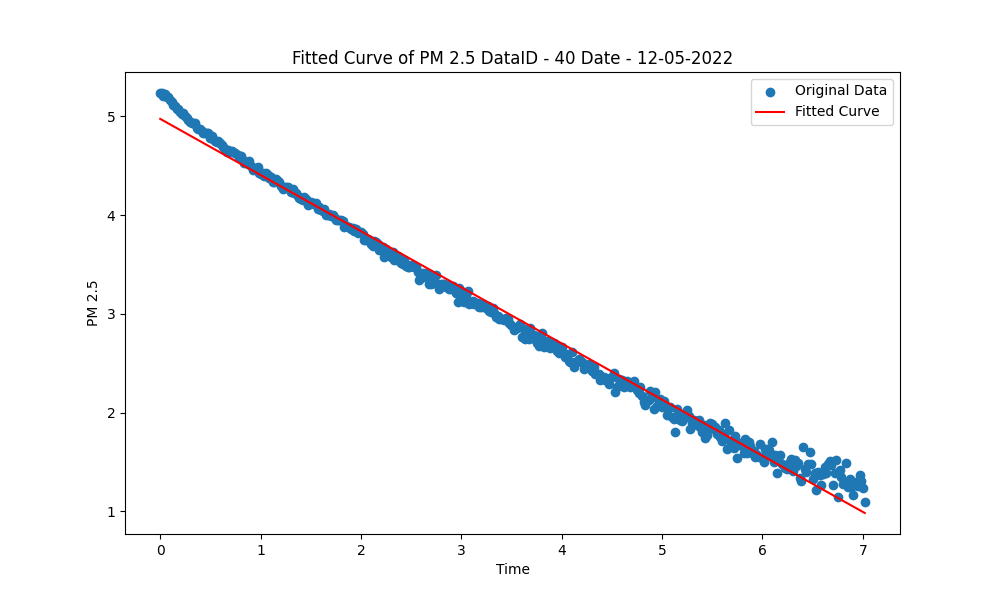 Fitted Curve of PM 2.5 DataID - 40 Date - 12-05-2022
Original Data
Fitted Curve
PM 2.5
5
4
3
2
1
0 1 2 3 4 5 6 7
Time